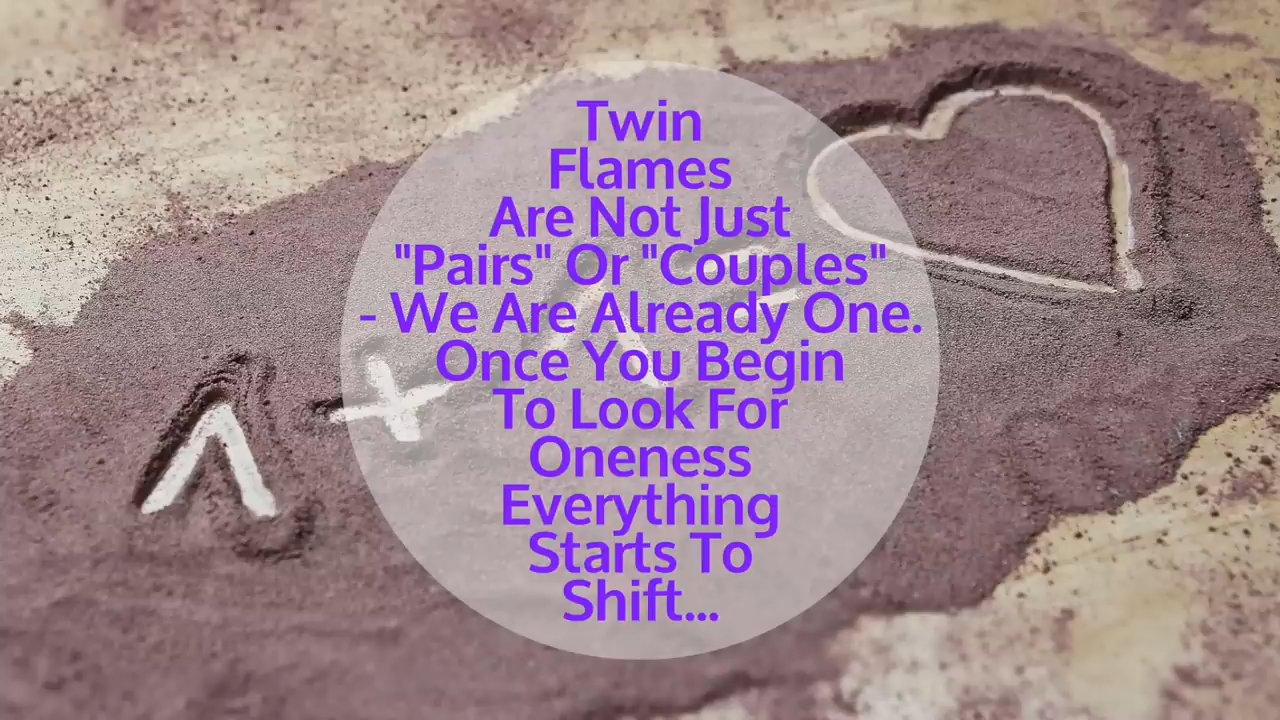 Twin
Flames
Are Not Just
"Pairs" Or "Couples"
- We Are Already One.
Once You Begin
To Look For
Oneness
Everything
Starts To
Shift...
Λ + Λ =